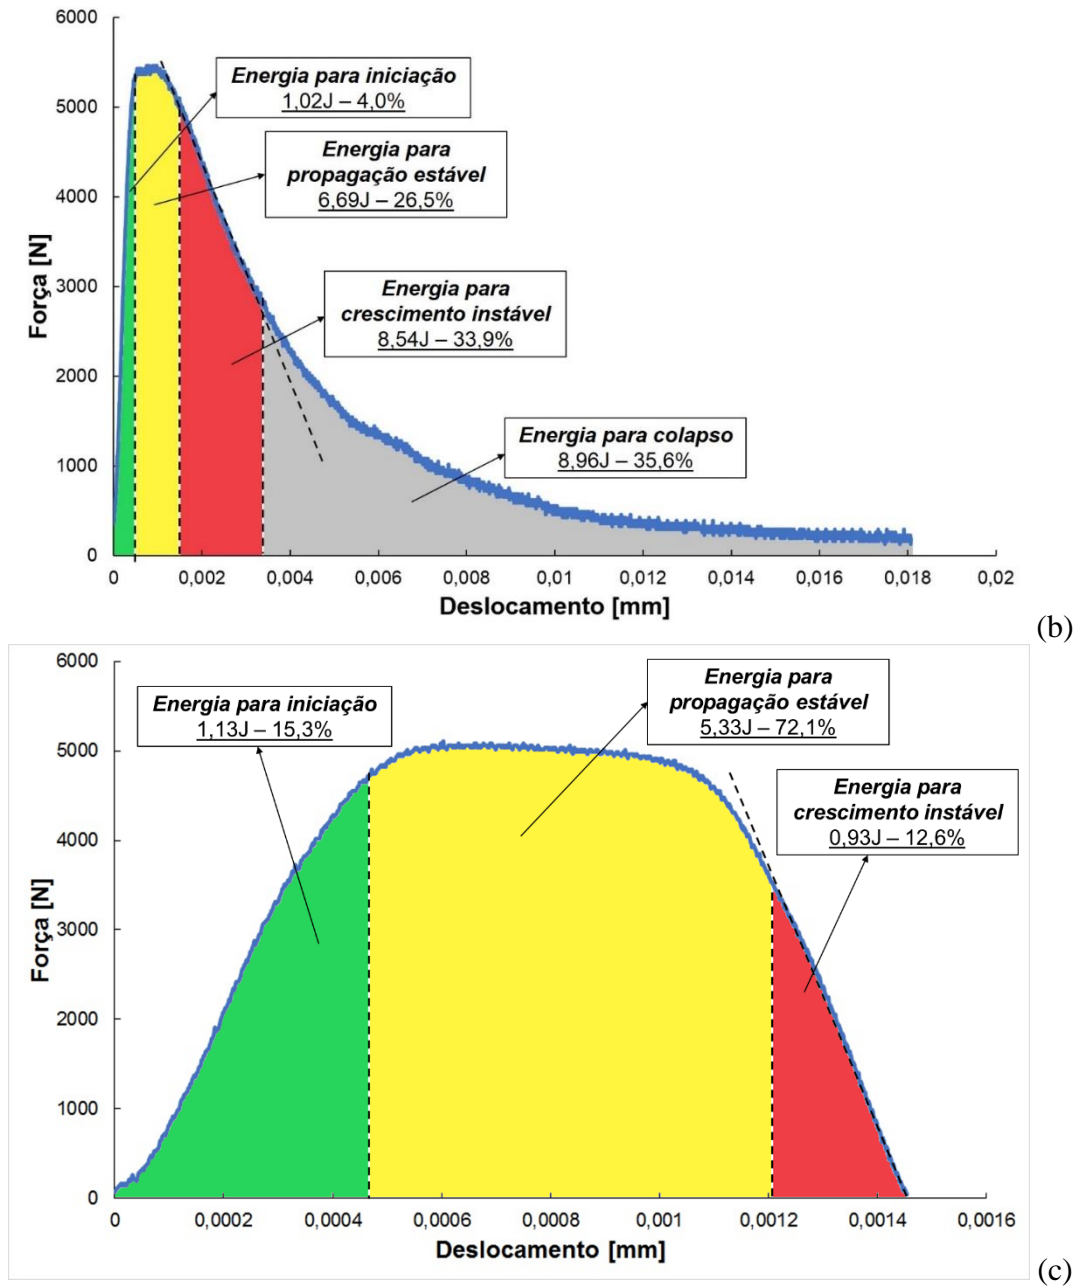 6000
5000
4000
3000
2000
1000
0
Força [N]
Energia para iniciação
1,02J – 4,0%
Energia para
propagação estável
6,69J – 26,5%
Energia para
crescimento instável
8,54J – 33,9%
Energia para colapso
8,96J – 35,6%
0 0,002 0,004 0,006 0,008 0,01 0,012 0,014 0,016 0,018 0,02
Deslocamento [mm]
(b)
6000
5000
4000
3000
2000
1000
0
Força [N]
Energia para iniciação
1,13J – 15,3%
Energia para
propagação estável
5,33J – 72,1%
Energia para
crescimento instável
0,93J – 12,6%
0 0,0002 0,0004 0,0006 0,0008 0,001 0,0012 0,0014 0,0016
Deslocamento [mm]
(c)